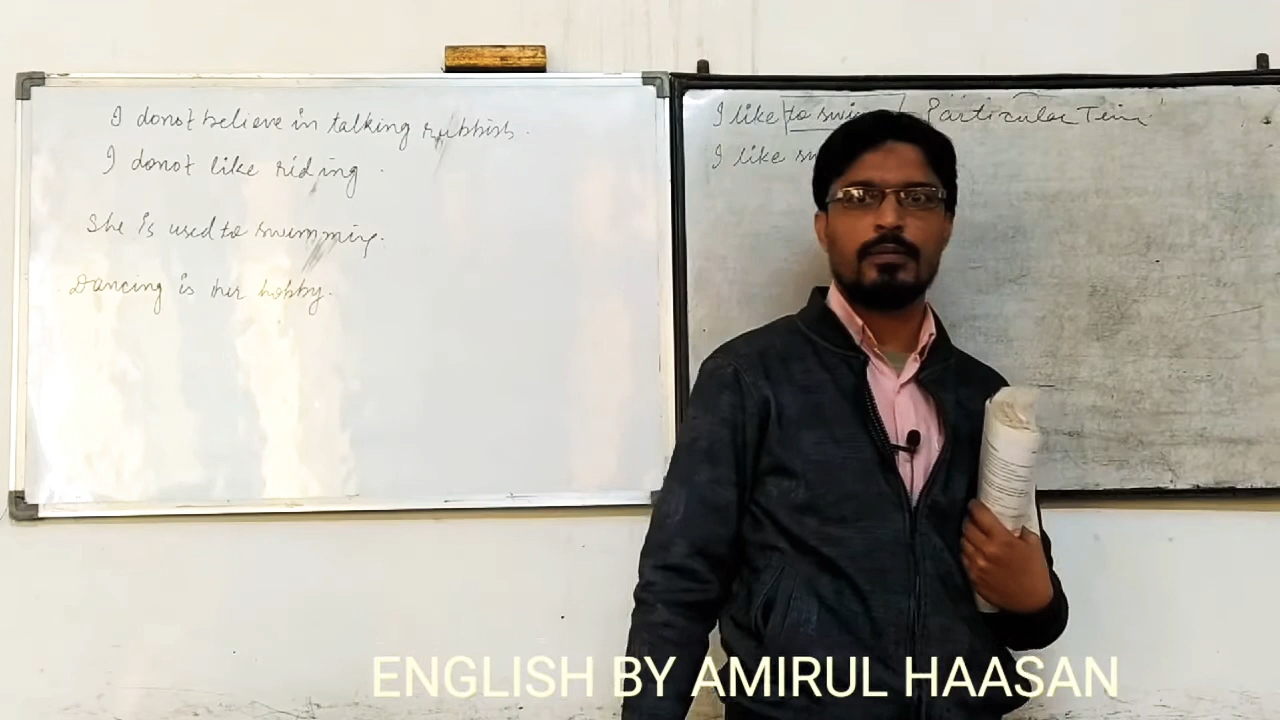 I donot believe in talking rubbish.
I donot like riding.
She is used to swimming.
Dancing is her hobby.
I like to swim Particular
I like
ENGLISH BY AMIRUL HAASAN